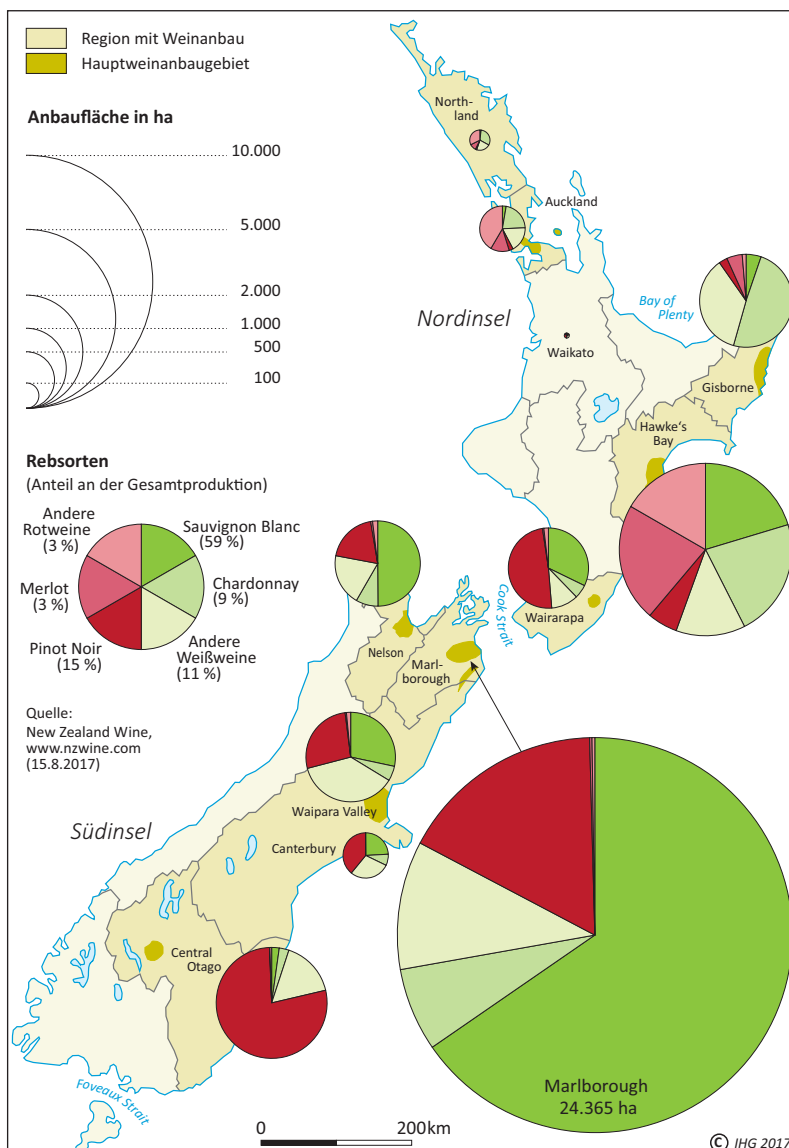 Region mit Weinanbau
Hauptweinanbaugebiet
Anbaufläche in ha
10.000
5.000
2.000
1.000
500
100
North-
land
Auckland
Nordinsel
Bay of
Plenty
Waikato
Gisborne
Hawke's
Bay
Rebsorten
(Anteil an der Gesamtproduktion)
Andere
Rotweine
(3 %)
Sauvignon Blanc
(59 %)
Merlot
(3 %)
Chardonnay
(9 %)
Pinot Noir
(15 %)
Andere
Weißweine
(11 %)
Cook Strait
Wairarapa
Nelson
Marl-
borough
Quelle:
New Zealand Wine,
www.nzwine.com
(15.8.2017)
Waipara Valley
Südinsel
Canterbury
Central
Otago
Marlborough
24.365 ha
Foveaux Strait
0
200km
© IHG 2017